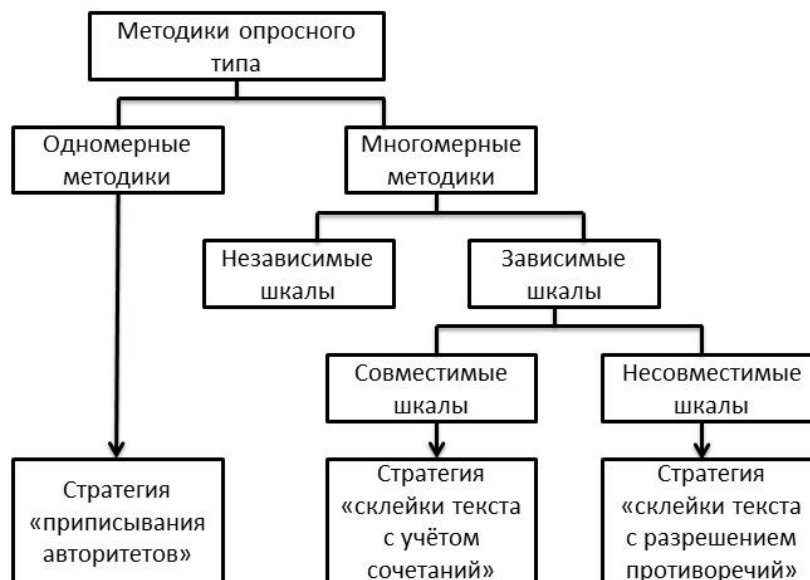 Методики опросного
типа
Одномерные
методики
Многомерные
методики
Независимые
шкалы
Зависимые
шкалы
Совместимые
шкалы
Несовместимые
шкалы
Стратегия
«приписывания
авторитетов»
Стратегия
«склейки текста
с учётом
сочетаний»
Стратегия
«склейки текста
с разрешением
противоречий»